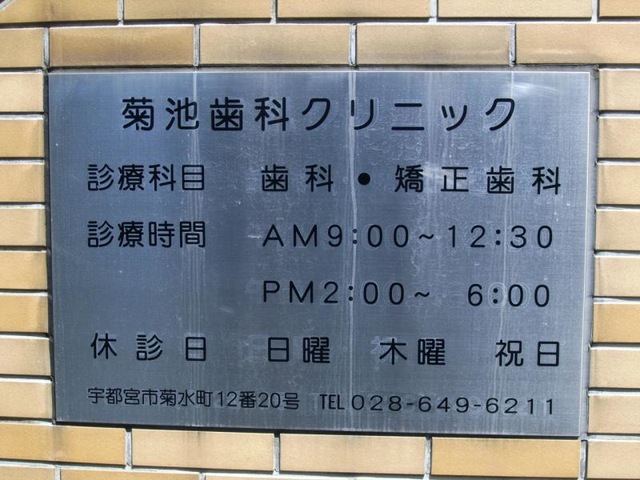 菊池歯科クリニック
診療科目 歯科・矯正歯科
診療時間 AM9:00~12:30
PM2:00~ 6:00
休診日 日曜 木曜 祝日
宇都宮市菊水町12番20号 TEL 028-649-6211